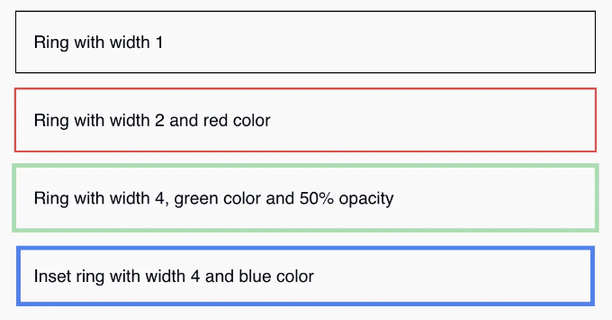 Ring with width 1
Ring with width 2 and red color
Ring with width 4, green color and 50% opacity
Inset ring with width 4 and blue color